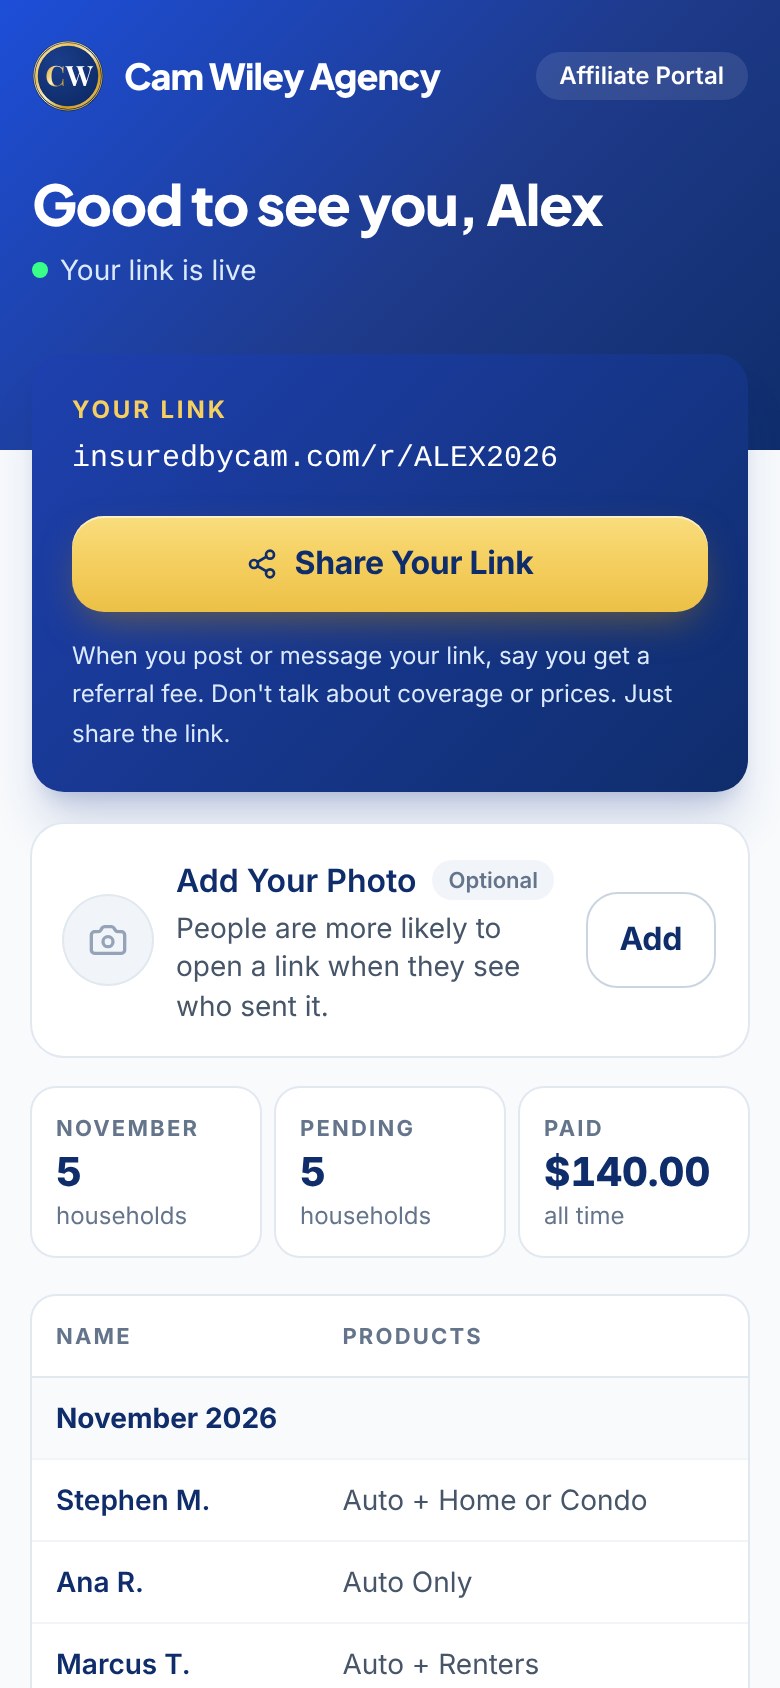 CW
Cam Wiley Agency
Affiliate Portal
Good to see you, Alex
Your link is live
YOUR LINK
insuredbycam.com/r/ALEX2026
Share Your Link
When you post or message your link, say you get a
referral fee. Don't talk about coverage or prices. Just
share the link.
Add Your Photo
Optional
People are more likely to
open a link when they see
who sent it.
Add
NOVEMBER
5
households
PENDING
5
households
PAID
$140.00
all time
NAME
PRODUCTS
November 2026
Stephen M.
Auto + Home or Condo
Ana R.
Auto Only
Marcus T.
Auto + Renters